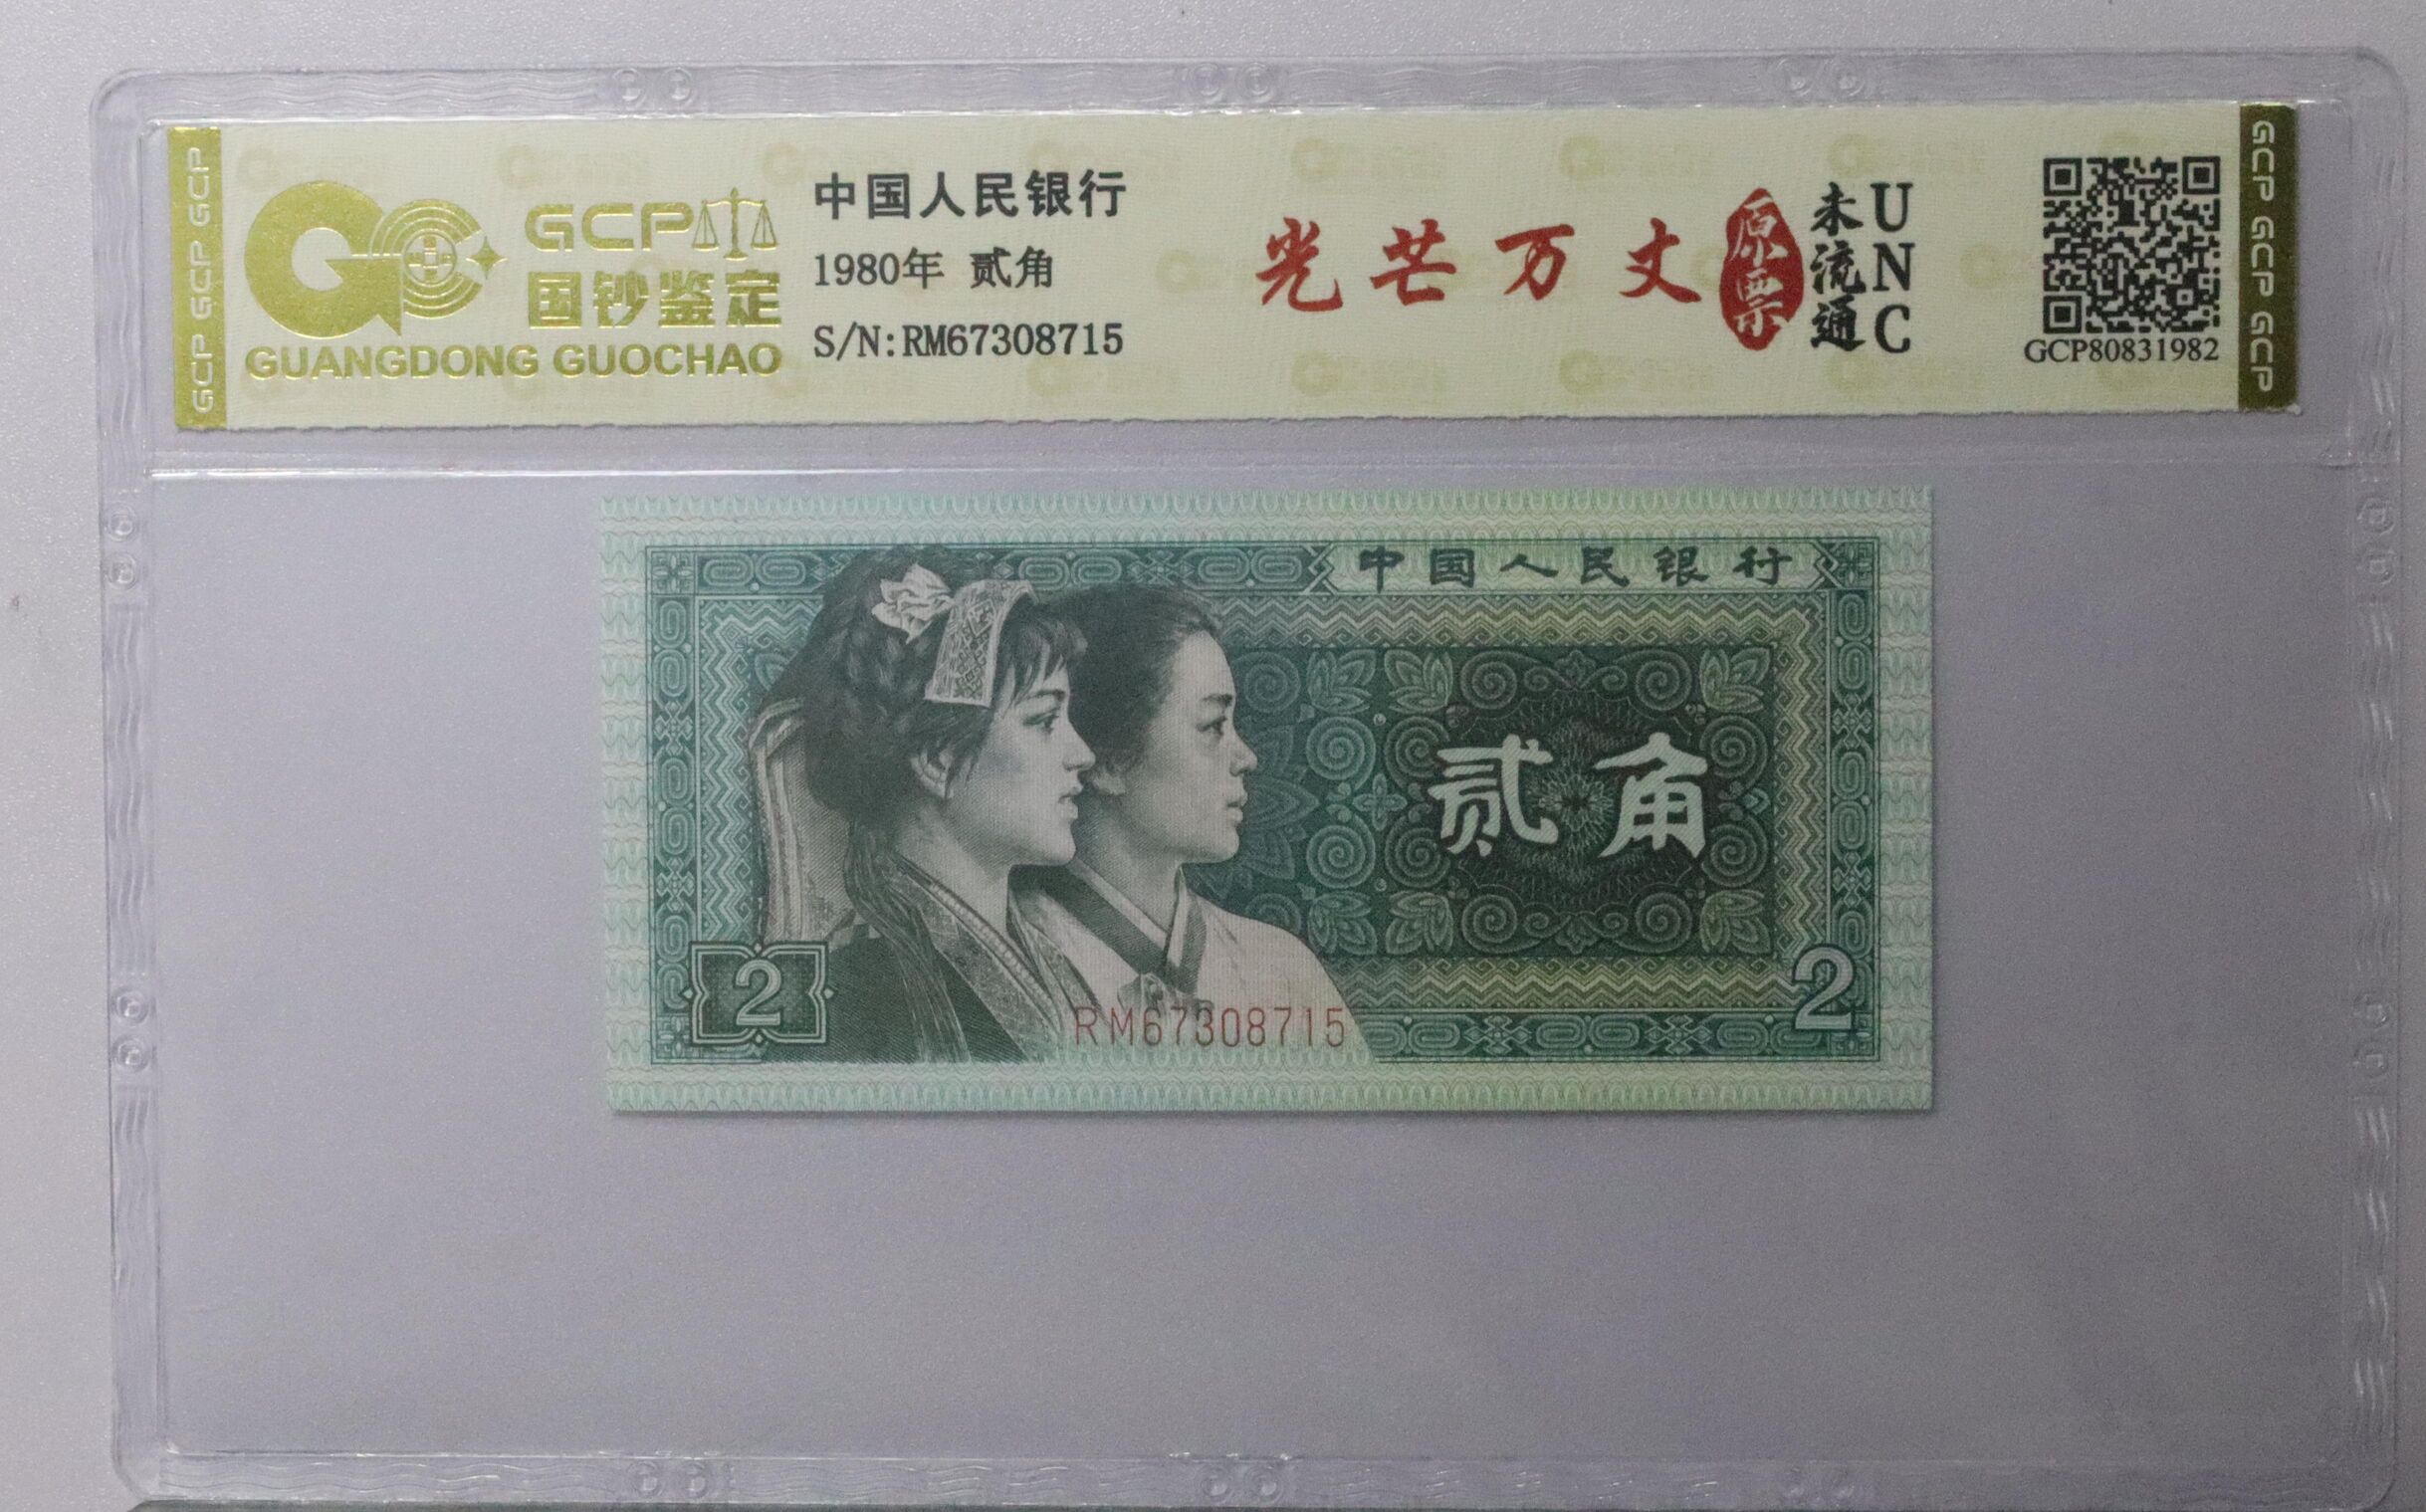 GCP GCP GCP
GCP
国钞鉴定
GUANGDONG GUOCHAO
中国人民银行
1980年 贰角
S/N:RM67308715
光芒万丈
原票
未流通
UNC
GCP80831982
GCP GCP GCP
中国人民银行
贰角
2
2
RM67308715